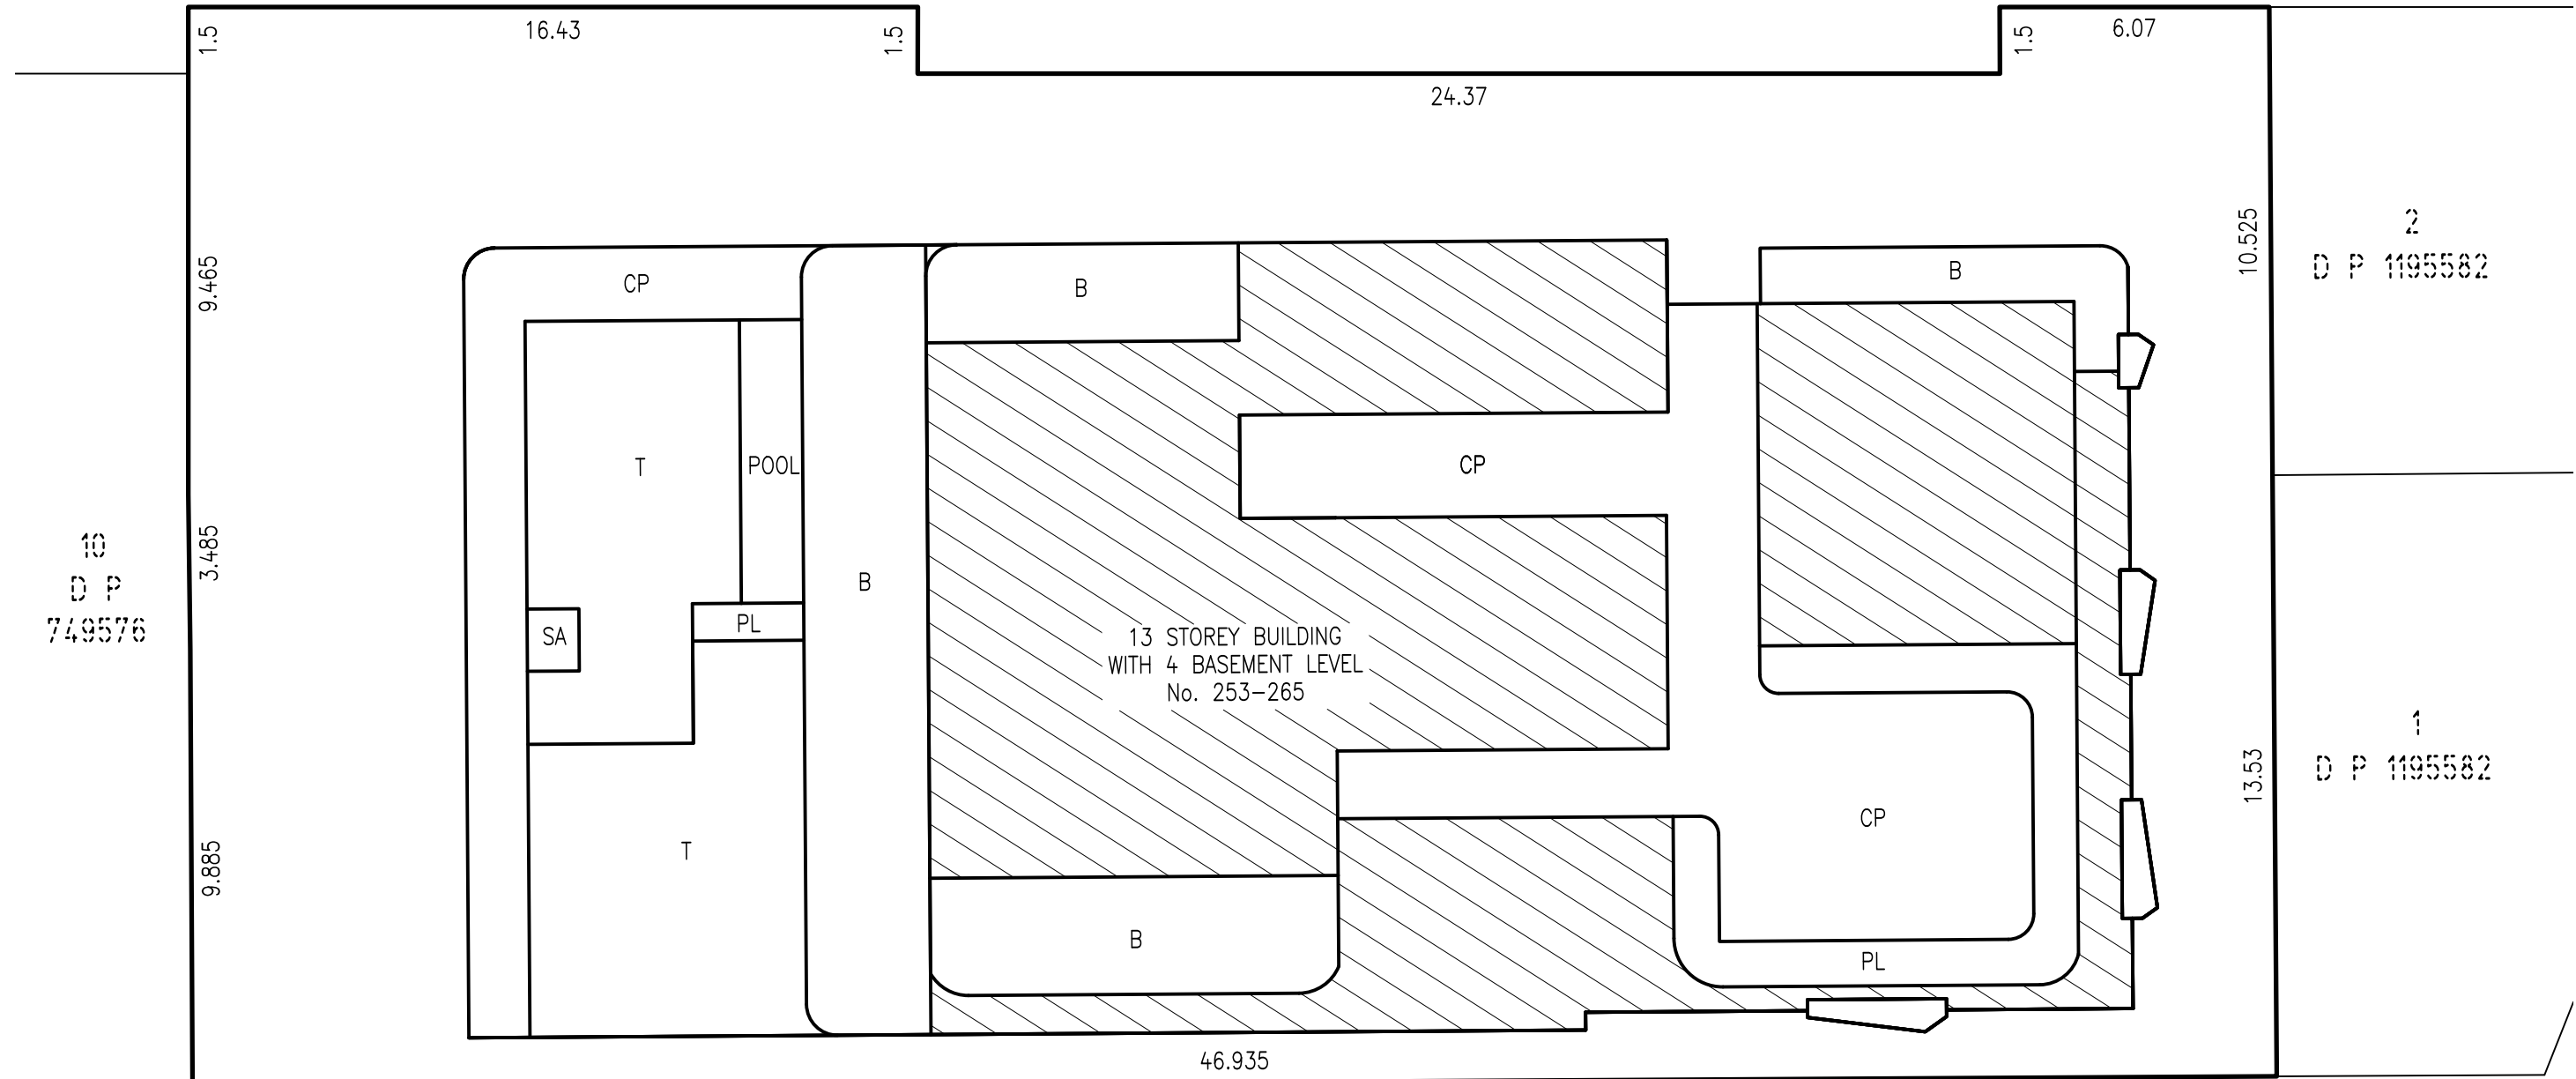 1.5
16.43
1.5
1.5
6.07
24.37
9.465
10.525
2
D P 1195582
CP
B
B
T
POOL
CP
10
D P
749576
3.485
B
SA
PL
13 STOREY BUILDING
WITH 4 BASEMENT LEVEL
No. 253-265
1
D P 1195582
13.53
9.885
T
CP
B
PL
46.935